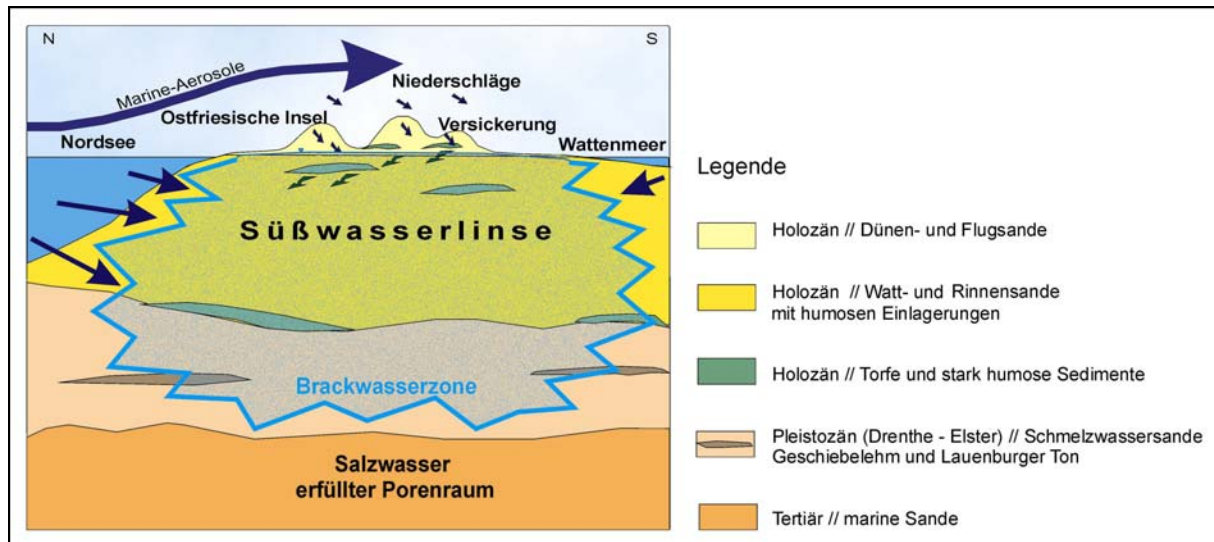 N
S
Marine-Aerosole
Niederschläge
Ostfriesische Insel
Versickerung
Nordsee
Wattenmeer
Süßwasserlinse
Brackwasserzone
Salzwasser
erfüllter Porenraum
Legende
Holozän // Dünen- und Flugsande
Holozän // Watt- und Rinnensande
mit humosen Einlagerungen
Holozän // Torfe und stark humose Sedimente
Pleistozän (Drenthe - Elster) // Schmelzwassersande
Geschiebelehm und Lauenburger Ton
Tertiär // marine Sande